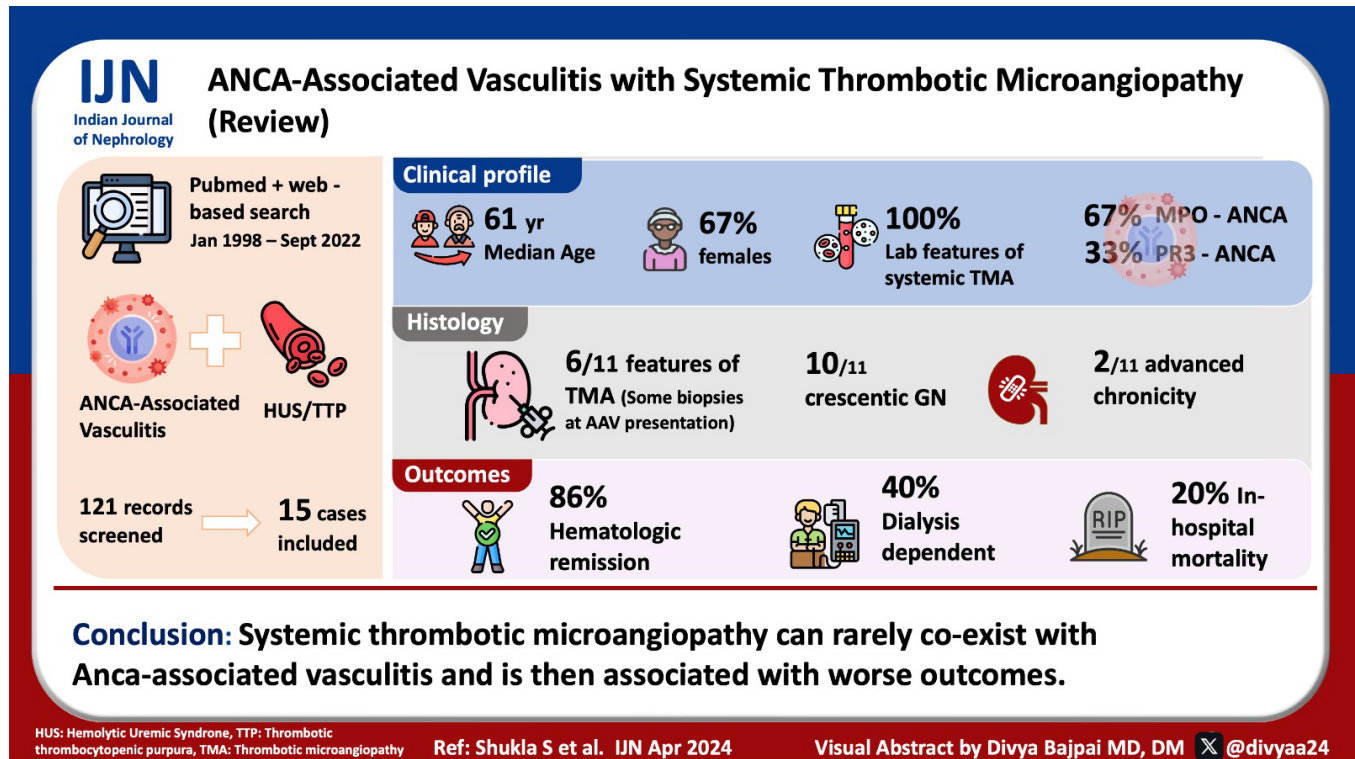 IJN
Indian Journal
of Nephrology
ANCA-Associated Vasculitis with Systemic Thrombotic Microangiopathy
(Review)
Pubmed + web -
based search
Jan 1998 – Sept 2022
ANCA-Associated
Vasculitis
HUS/TTP
121 records
screened
15 cases
included
Clinical profile
61 yr
Median Age
67%
females
100%
Lab features of
systemic TMA
67% MPO - ANCA
33% PR3 - ANCA
Histology
6/11 features of
TMA (Some biopsies
at AAV presentation)
10/11
crescentic GN
2/11 advanced
chronicity
Outcomes
86%
Hematologic
remission
40%
Dialysis
dependent
RIP
20% In-
hospital
mortality
Conclusion: Systemic thrombotic microangiopathy can rarely co-exist with
Anca-associated vasculitis and is then associated with worse outcomes.
HUS: Hemolytic Uremic Syndrome, TTP: Thrombotic
thrombocytopenic purpura, TMA: Thrombotic microangiopathy
Ref: Shukla S et al. IJN Apr 2024
Visual Abstract by Divya Bajpai MD, DM X @divyaa24